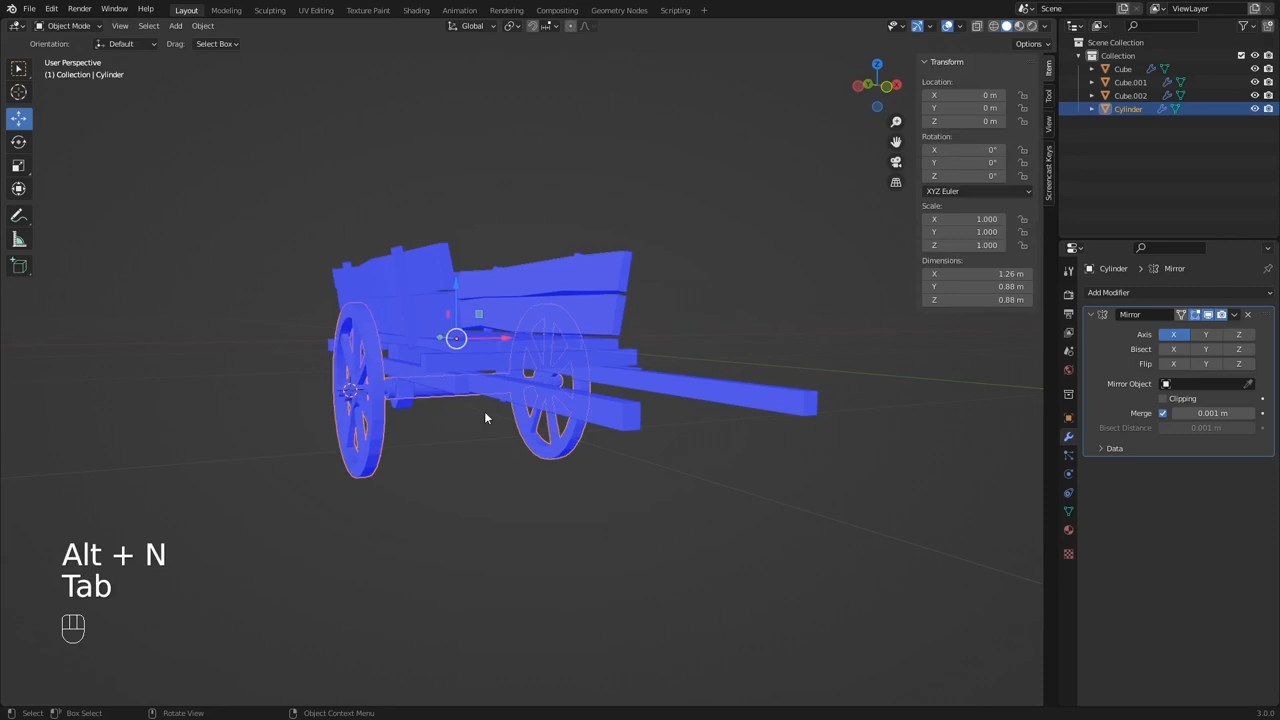 File Edit Render Window Help
Layout Modeling Sculpting UV Editing Texture Paint Shading Animation Rendering Compositing Geometry Nodes Scripting +
Scene
ViewLayer
Object Mode View Select Add Object
Global
Options
Orientation: Default Drag: Select Box
User Perspective
(1) Collection | Cylinder
Z
X
Y
Transform
Location:
X 0 m
Y 0 m
Z 0 m
Rotation:
X 0°
Y 0°
Z 0°
XYZ Euler
Scale:
X 1.000
Y 1.000
Z 1.000
Dimensions:
X 1.26 m
Y 0.88 m
Z 0.88 m
Item
Tool
View
Screencast Keys
Scene Collection
Collection
Cube
Cube.001
Cube.002
Cylinder
Cylinder > Mirror
Add Modifier
Mirror
Axis X Y Z
Bisect X Y Z
Flip X Y Z
Mirror Object
Clipping
Merge 0.001 m
Bisect Distance 0.001 m
Data
Alt + N
Tab
Select Box Select Rotate View Object Context Menu 3.0.0